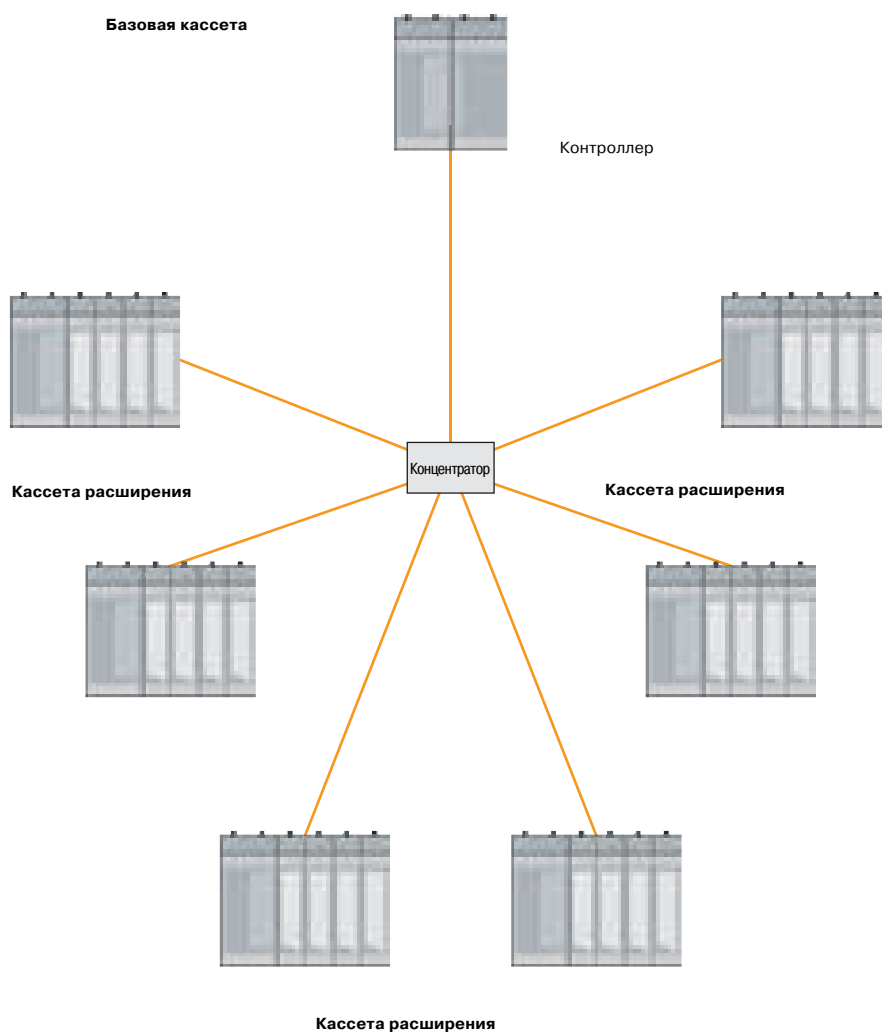 Базовая кассета
Контроллер
Концентратор
Кассета расширения
Кассета расширения
Кассета расширения